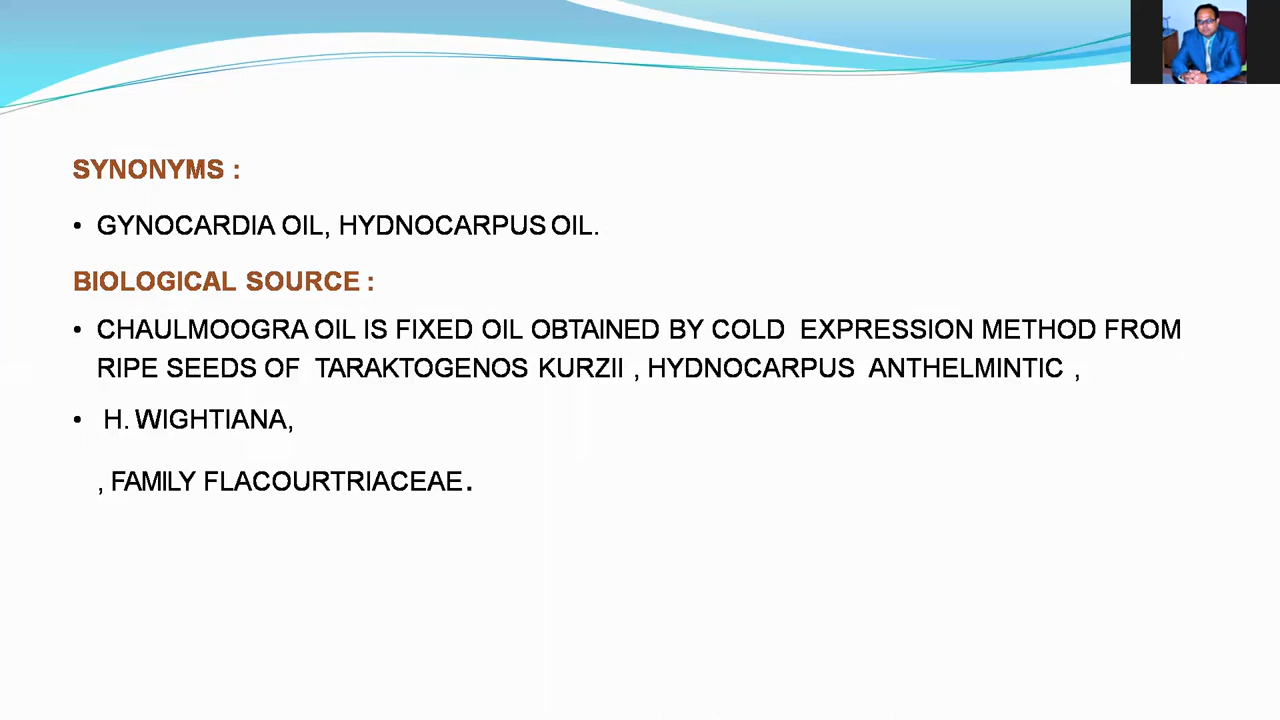 SYNONYMS :
• GYNOCARDIA OIL, HYDNOCARPUS OIL.
BIOLOGICAL SOURCE :
• CHAULMOOGRA OIL IS FIXED OIL OBTAINED BY COLD EXPRESSION METHOD FROM
RIPE SEEDS OF TARAKTOGENOS KURZII , HYDNOCARPUS ANTHELMINTIC ,
• H. WIGHTIANA,
, FAMILY FLACOURTRIACEAE.